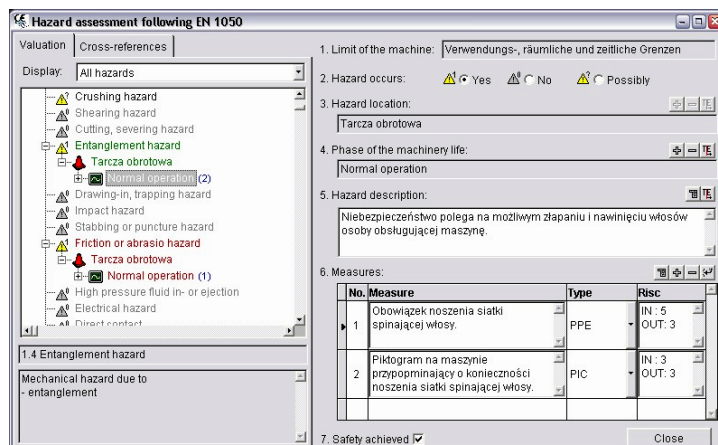 Hazard assessment following EN 1050
Valuation
Cross-references
Display:
All hazards
Crushing hazard
Shearing hazard
Cutting, severing hazard
Entanglement hazard
Tarcza obrotowa
Normal operation (2)
Drawing-in, trapping hazard
Impact hazard
Stabbing or puncture hazard
Friction or abrasio hazard
Tarcza obrotowa
Normal operation (1)
High pressure fluid in- or ejection
Electrical hazard
Direct contact
1.4 Entanglement hazard
Mechanical hazard due to
- entanglement
1. Limit of the machine: Verwendungs-, räumliche und zeitliche Grenzen
2. Hazard occurs: Yes No Possibly
3. Hazard location:
Tarcza obrotowa
4. Phase of the machinery life:
Normal operation
5. Hazard description:
Niebezpieczeństwo polega na możliwym złapaniu i nawinięciu włosów
osoby obsługującej maszynę.
6. Measures:
No. Measure Type Risc
1 Obowiązek noszenia siatki
spinającej włosy.
PPE
IN : 5
OUT: 3
2 Piktogram na maszynie
przypopminający o konieczności
noszenia siatki spinającej włosy.
PIC
IN : 3
OUT: 3
7. Safety achieved
Close